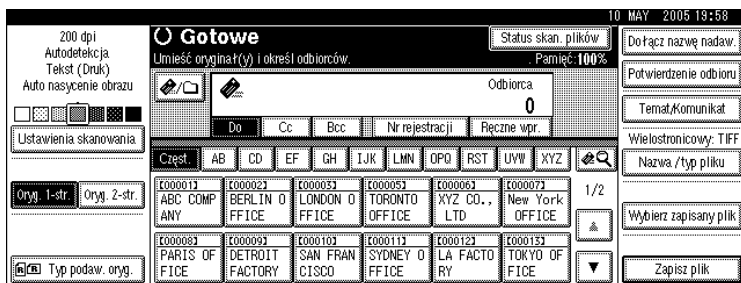 10 MAY 2005 19:58
200 dpi
Autodetekcja
Tekst (Druk)
Auto nasycenie obrazu
Ustawienia skanowania
Oryg. 1-str. Oryg. 2-str.
Typ podaw. oryg.
Gotowe
Status skan. plików
Umieść oryginał(y) i określ odbiorców.
. Pamięć:100%
Odbiorca
0
Do Cc Bcc Nr rejestracji Ręczne wpr.
Częst. AB CD EF GH IJK LMN OPQ RST UVW XYZ
[00001] [00002] [00003] [00005] [00006] [00007]
ABC COMP BERLIN O LONDON O TORONTO XYZ CO., New York
ANY FFICE FFICE OFFICE LTD OFFICE
1/2
[00008] [00009] [00010] [00011] [00012] [00013]
PARIS OF DETROIT SAN FRAN SYDNEY O LA FACTO TOKYO OF
FICE FACTORY CISCO FFICE RY FICE
Dołącz nazwę nadaw.
Potwierdzenie odbioru
Temat/Komunikat
Wielostronicowy: TIFF
Nazwa /typ pliku
Wybierz zapisany plik
Zapisz plik